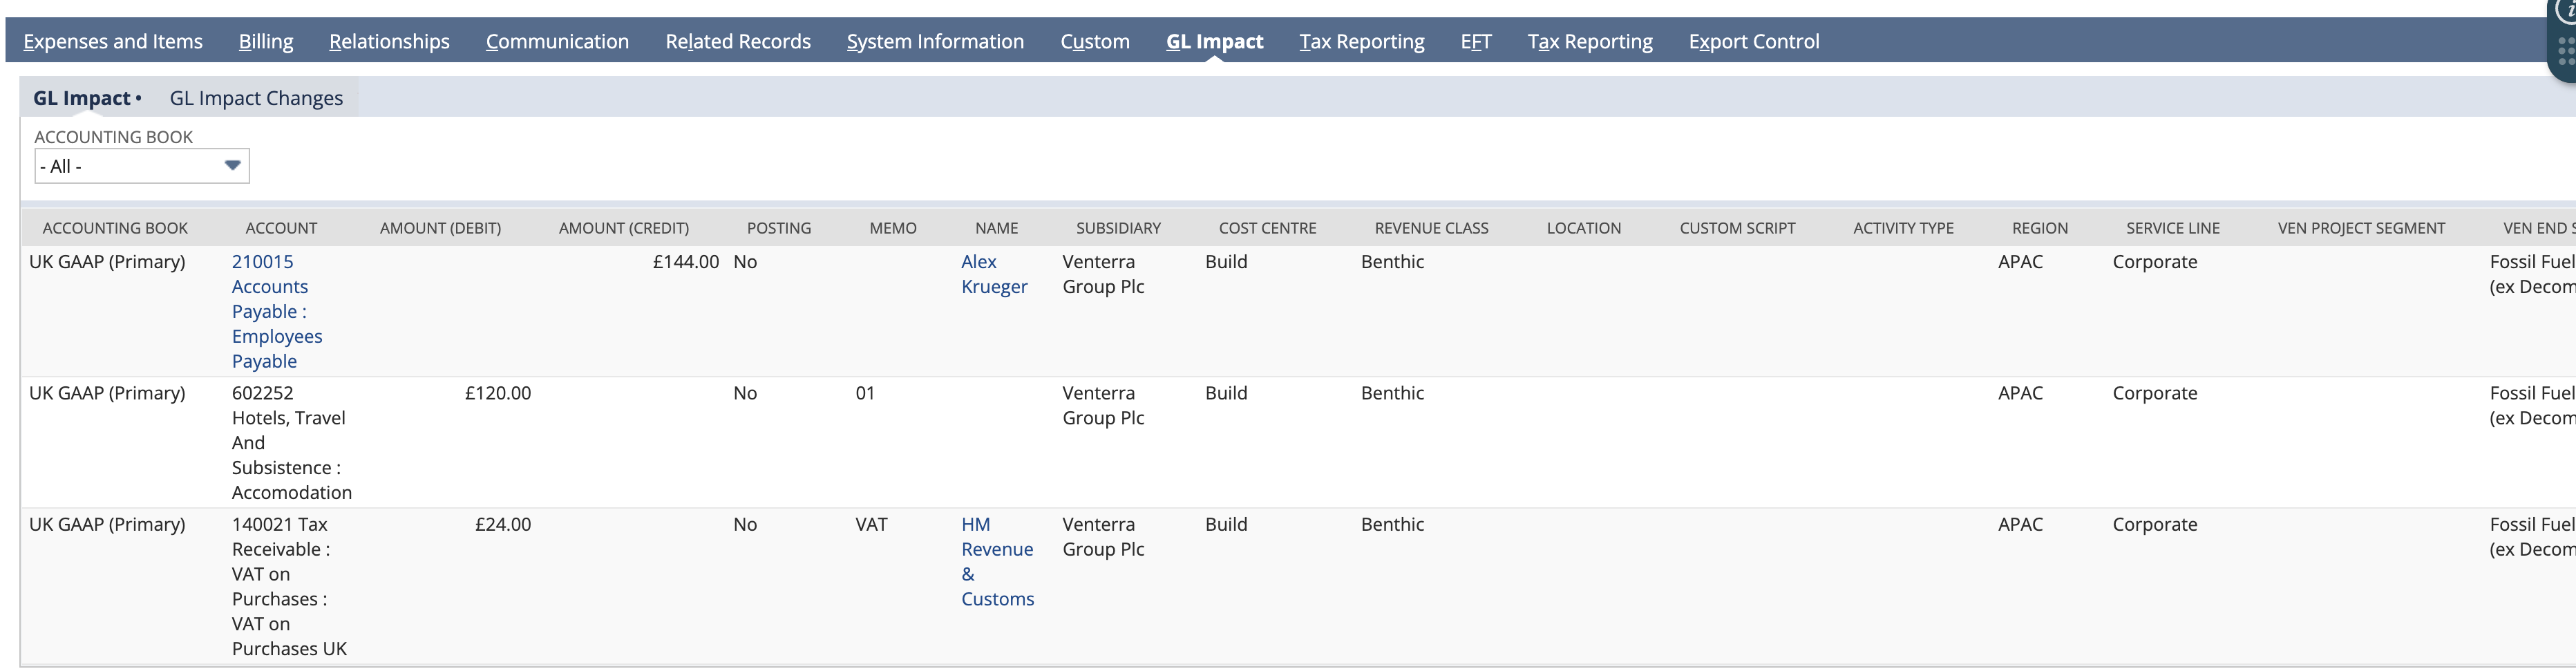 Expenses and Items Billing Relationships Communication Related Records System Information Custom GL Impact Tax Reporting EFT Tax Reporting Export Control
GL Impact • GL Impact Changes
ACCOUNTING BOOK
- All -
ACCOUNTING BOOK ACCOUNT AMOUNT (DEBIT) AMOUNT (CREDIT) POSTING MEMO NAME SUBSIDIARY COST CENTRE REVENUE CLASS LOCATION CUSTOM SCRIPT ACTIVITY TYPE REGION SERVICE LINE VEN PROJECT SEGMENT VEN END S
UK GAAP (Primary) 210015 £144.00 No Alex Venterra Build Benthic APAC Corporate Fossil Fuel
Accounts Krueger Group Plc (ex Decom
Payable :
Employees
Payable
UK GAAP (Primary) 602252 £120.00 No 01 Venterra Build Benthic APAC Corporate Fossil Fuel
Hotels, Travel Group Plc (ex Decom
And
Subsistence :
Accomodation
UK GAAP (Primary) 140021 Tax £24.00 No VAT HM Venterra Build Benthic APAC Corporate Fossil Fuel
Receivable : Revenue Group Plc (ex Decom
VAT on &
Purchases : Customs
VAT on
Purchases UK